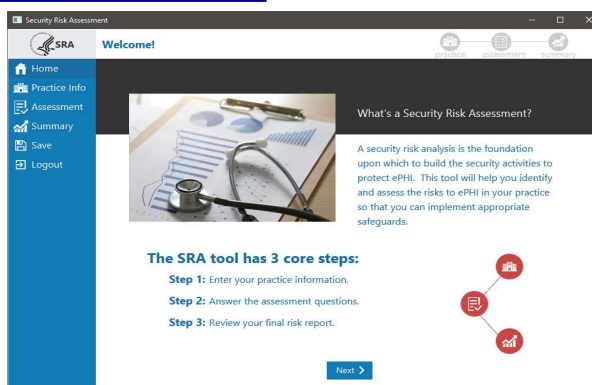 Security Risk Assessment
SRA
Welcome!
practice
assessment
summary
Home
Practice Info
Assessment
Summary
Save
Logout
What's a Security Risk Assessment?
A security risk analysis is the foundation
upon which to build the security activities to
protect ePHI. This tool will help you identify
and assess the risks to ePHI in your practice
so that you can implement appropriate
safeguards.
The SRA tool has 3 core steps:
Step 1: Enter your practice information.
Step 2: Answer the assessment questions.
Step 3: Review your final risk report.
Next